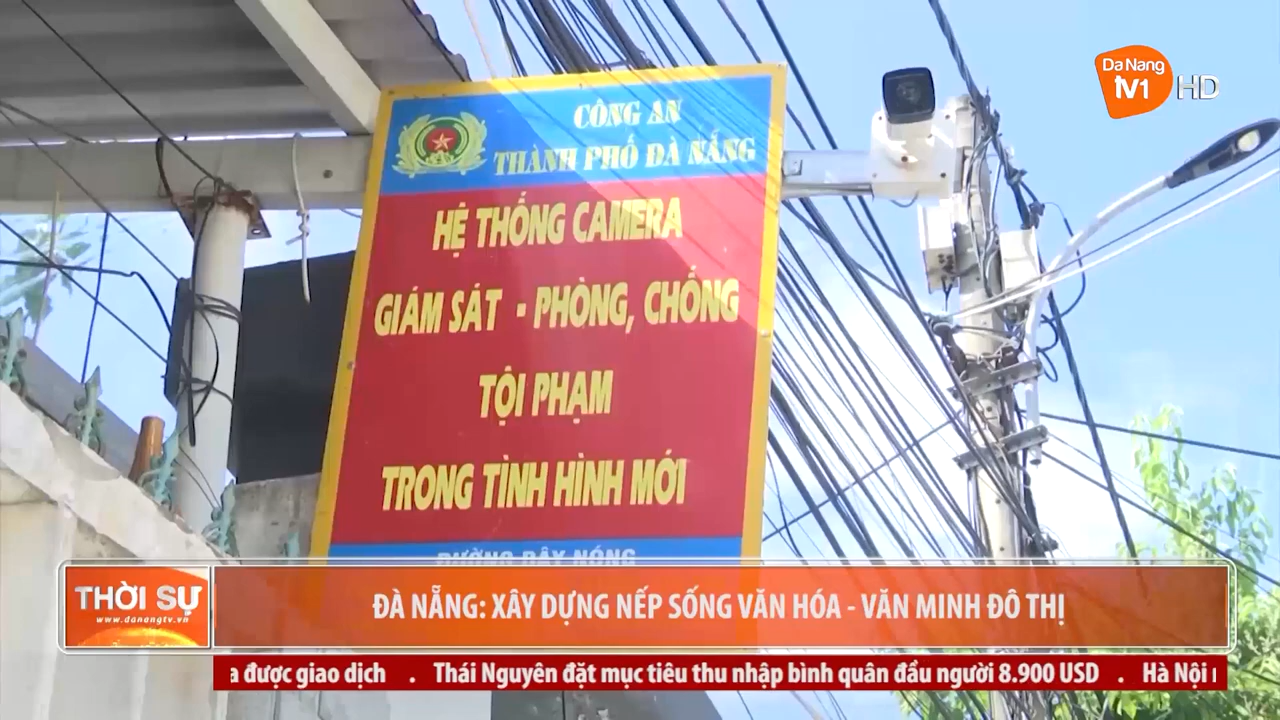 Da Nang
TV1 HD
CÔNG AN
THÀNH PHỐ ĐÀ NẴNG
HỆ THỐNG CAMERA
GIÁM SÁT - PHÒNG, CHỐNG
TỘI PHẠM
TRONG TÌNH HÌNH MỚI
ĐƯỜNG DÂY NÓNG
THỜI SỰ
www.danangtv.vn
ĐÀ NẴNG: XÂY DỰNG NẾP SỐNG VĂN HÓA - VĂN MINH ĐÔ THỊ
a được giao dịch . Thái Nguyên đặt mục tiêu thu nhập bình quân đầu người 8.900 USD . Hà Nội